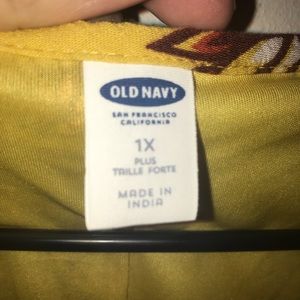 OLD NAVY
SAN FRANCISCO
CALIFORNIA
1X
PLUS
TAILLE FORTE
MADE IN
INDIA